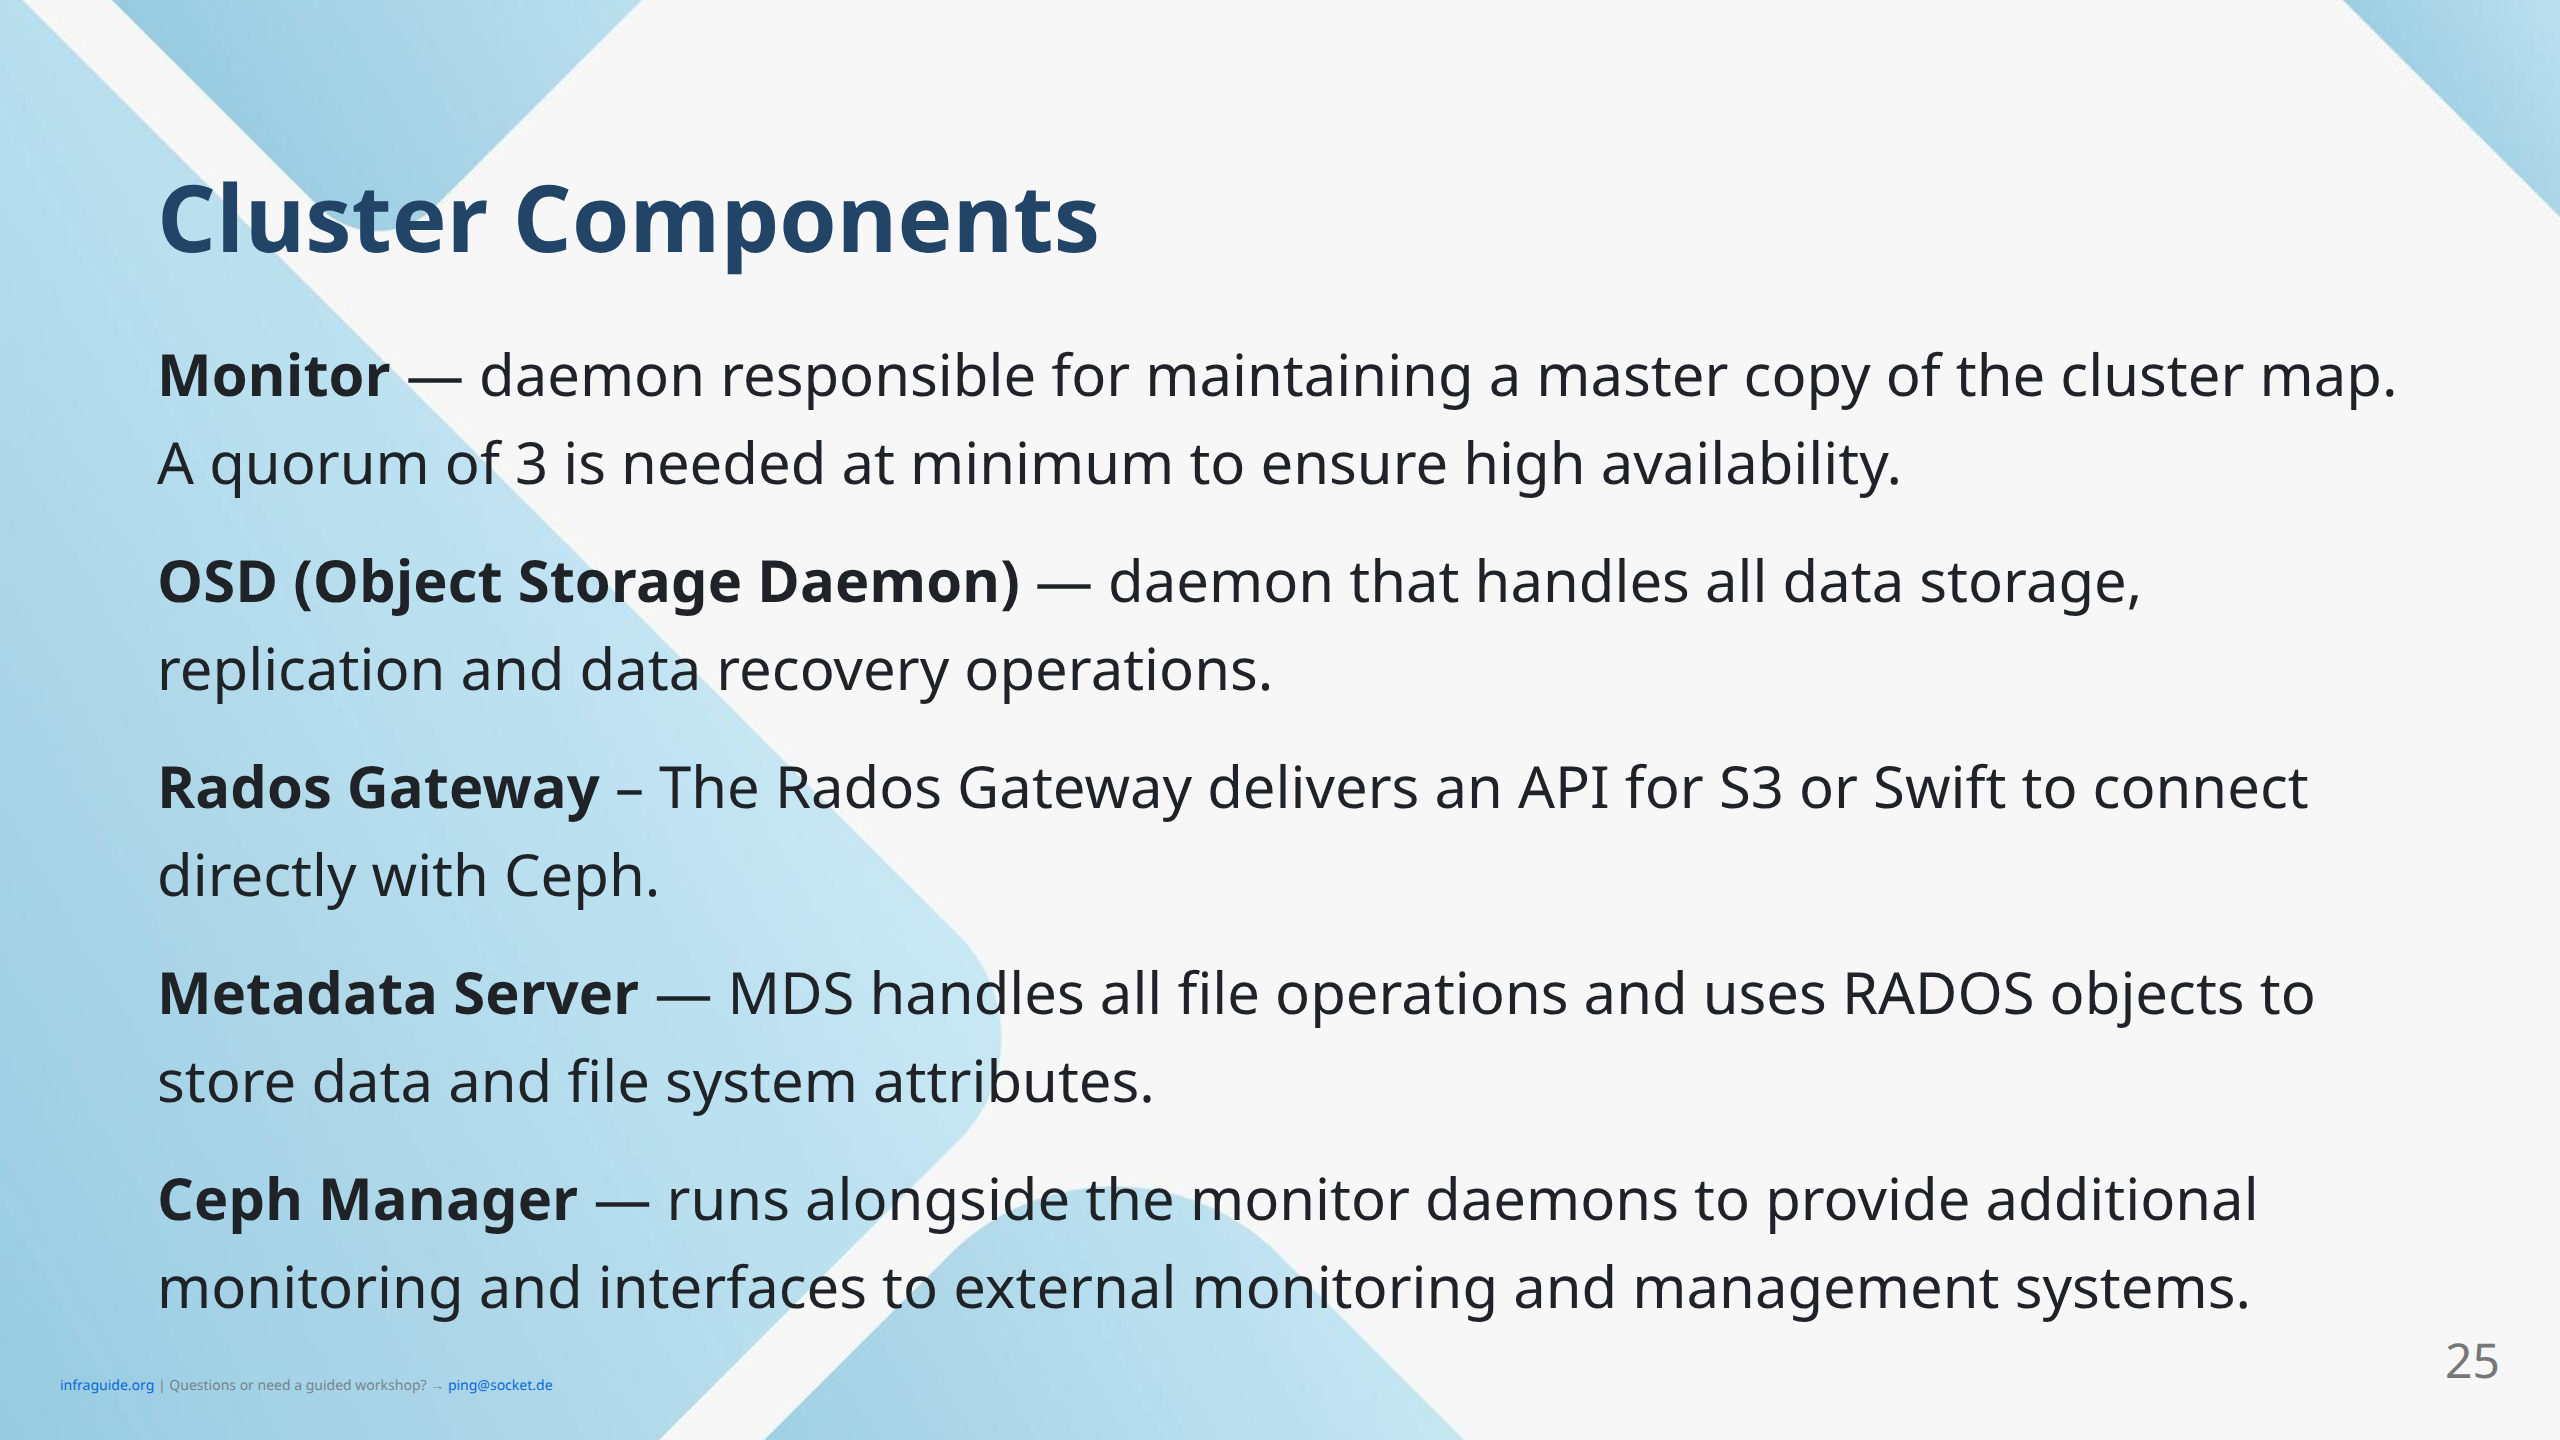 Cluster Components
Monitor — daemon responsible for maintaining a master copy of the cluster map.
A quorum of 3 is needed at minimum to ensure high availability.
OSD (Object Storage Daemon) — daemon that handles all data storage,
replication and data recovery operations.
Rados Gateway – The Rados Gateway delivers an API for S3 or Swift to connect
directly with Ceph.
Metadata Server — MDS handles all file operations and uses RADOS objects to
store data and file system attributes.
Ceph Manager — runs alongside the monitor daemons to provide additional
monitoring and interfaces to external monitoring and management systems.
infraguide.org | Questions or need a guided workshop? → ping@socket.de
25